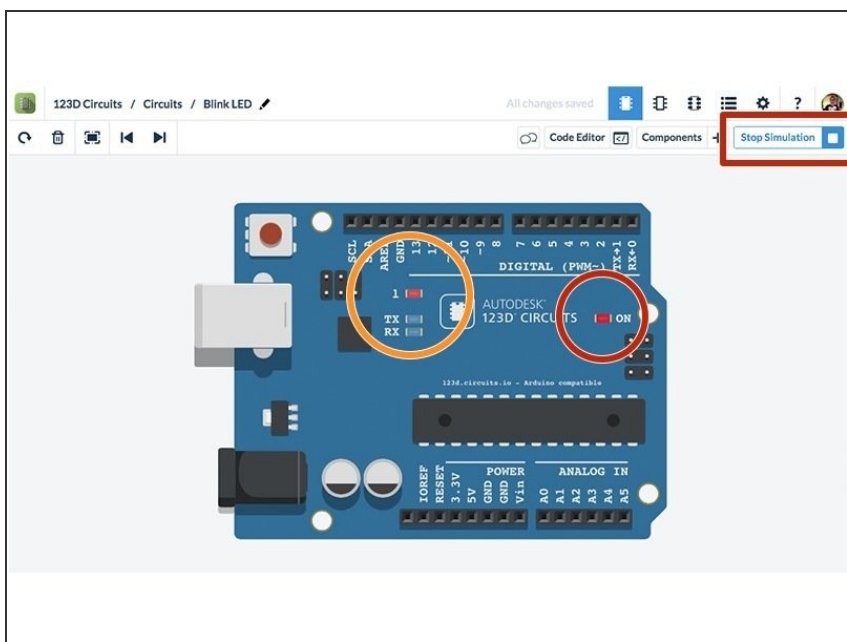 123D Circuits / Circuits / Blink LED
All changes saved
?
Code Editor </> Components + Stop Simulation
SCL
SDA
AREF
GND
13
12
~11
~10
~9
8
7
~6
~5
4
~3
2
TX→1
RX←0
DIGITAL (PWM~)
1
TX
RX
AUTODESK®
123D® CIRCUITS
ON
123d.circuits.io - Arduino compatible
POWER
ANALOG IN
IOREF
RESET
3.3V
5V
GND
GND
Vin
A0
A1
A2
A3
A4
A5